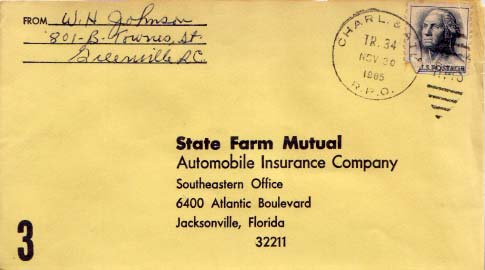 FROM W. H. Johnson
801-B- Townes, St.
Greenville S.C.
CHARL. & ATL.
TR. 34
NOV 30
1965
R.P.O.
U.S. POSTAGE
State Farm Mutual
Automobile Insurance Company
Southeastern Office
6400 Atlantic Boulevard
Jacksonville, Florida
32211
3